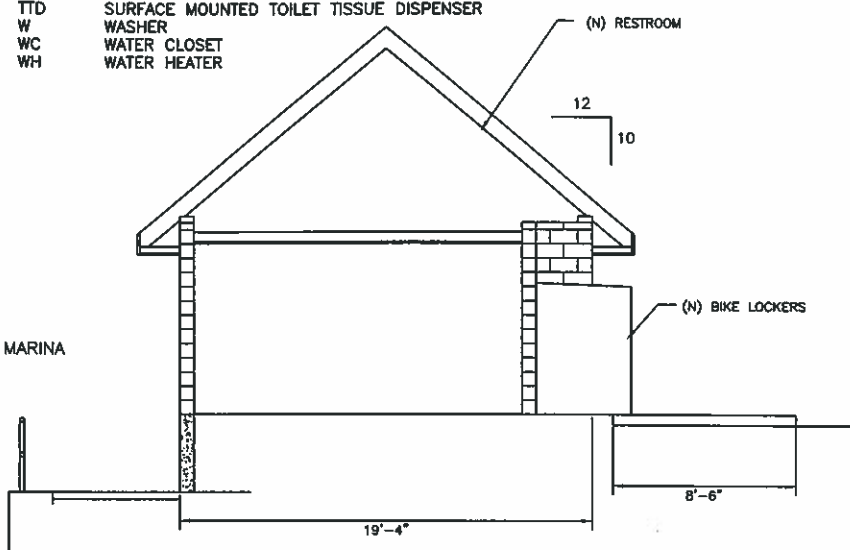 TTD SURFACE MOUNTED TOILET TISSUE DISPENSER
W WASHER
WC WATER CLOSET
WH WATER HEATER
(N) RESTROOM
12
10
(N) BIKE LOCKERS
MARINA
8'-6"
19'-4"